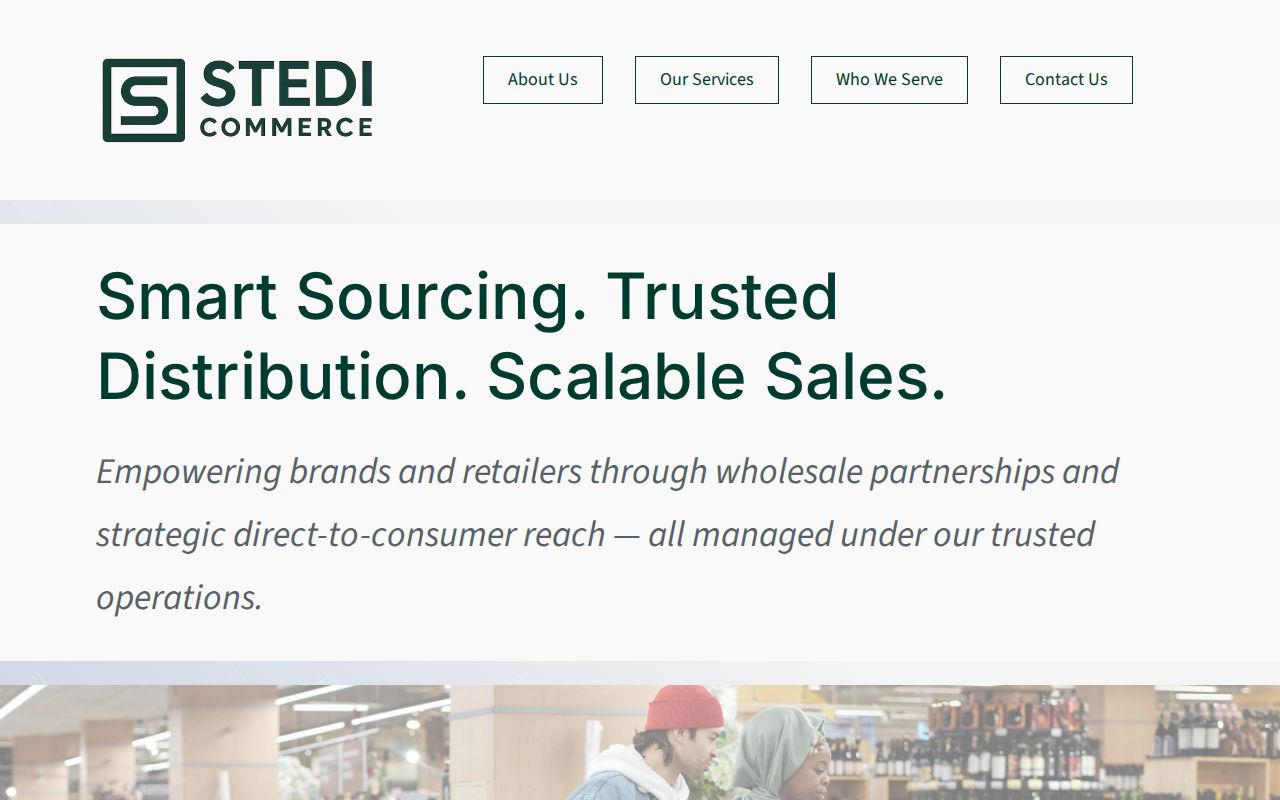 STEDI
COMMERCE
About Us
Our Services
Who We Serve
Contact Us
Smart Sourcing. Trusted
Distribution. Scalable Sales.
Empowering brands and retailers through wholesale partnerships and
strategic direct-to-consumer reach — all managed under our trusted
operations.